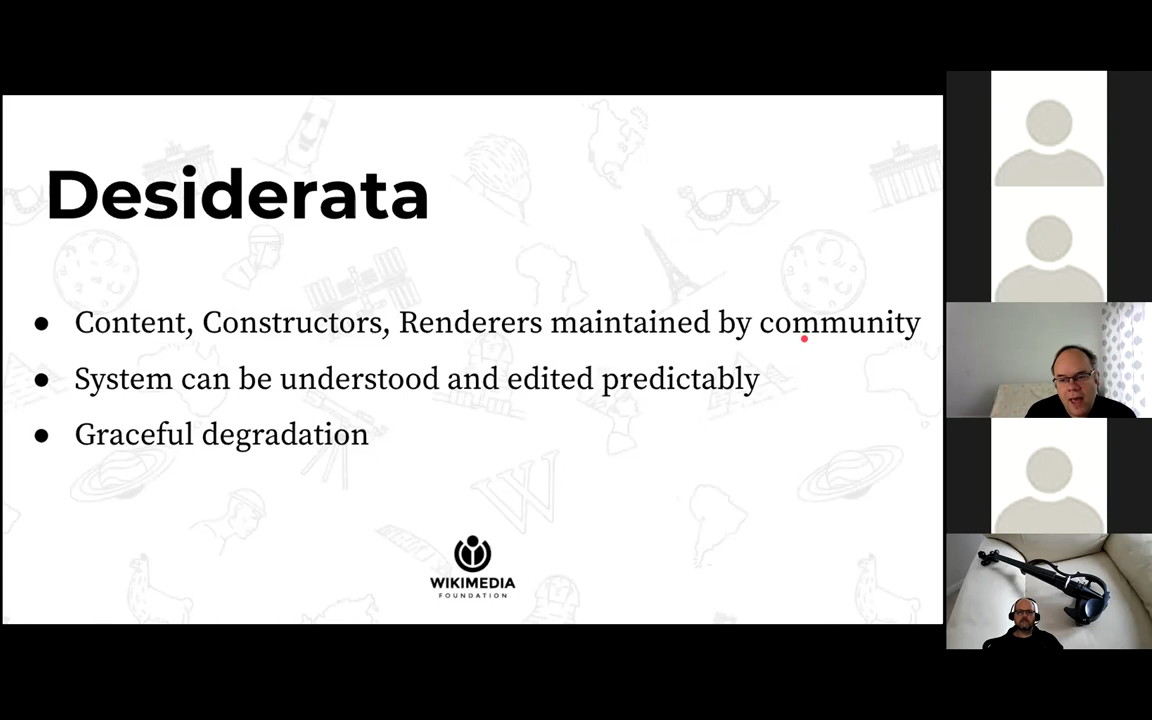 Desiderata
● Content, Constructors, Renderers maintained by community
● System can be understood and edited predictably
● Graceful degradation
W
WIKIMEDIA
FOUNDATION